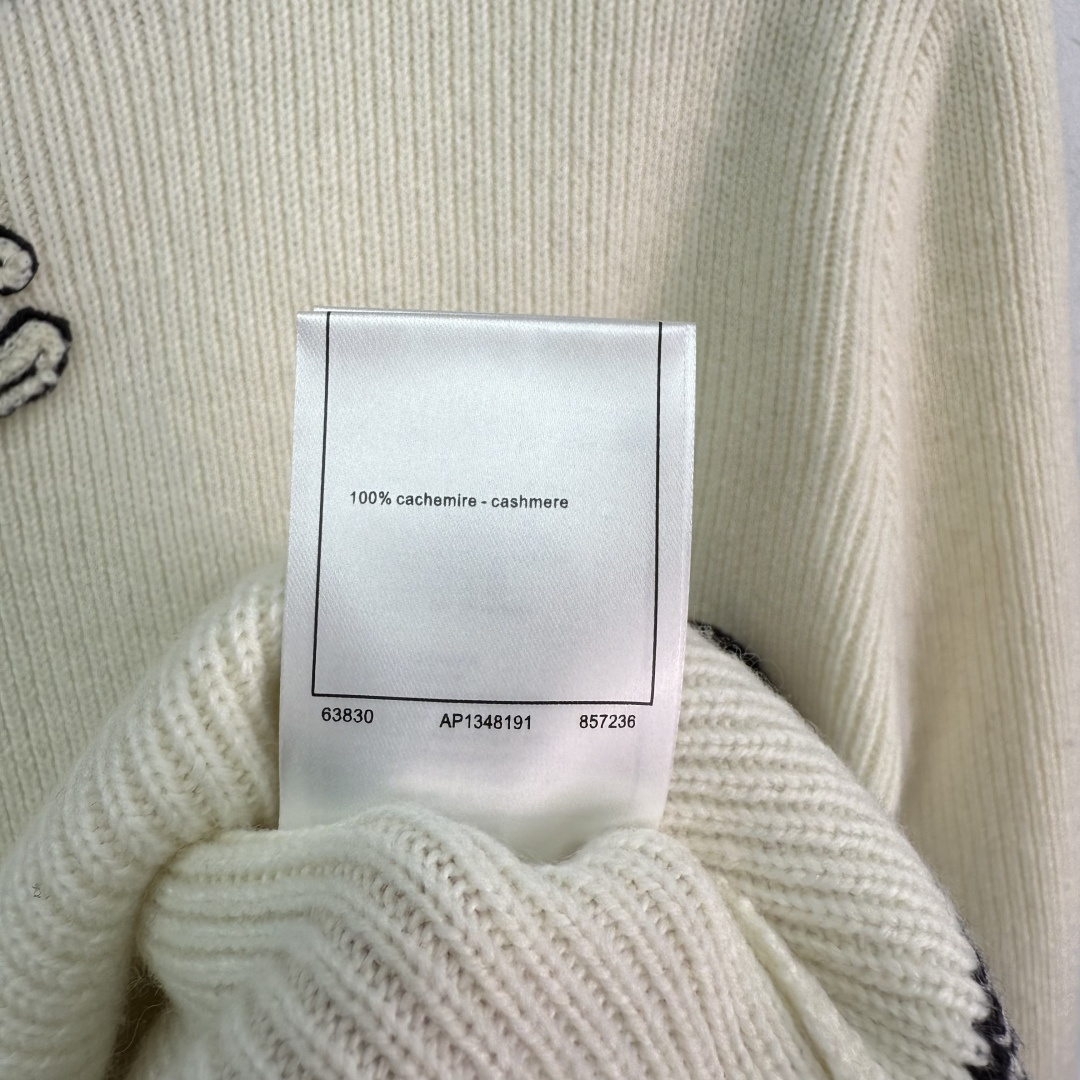 100% cachemire - cashmere
63830 AP1348191 857236